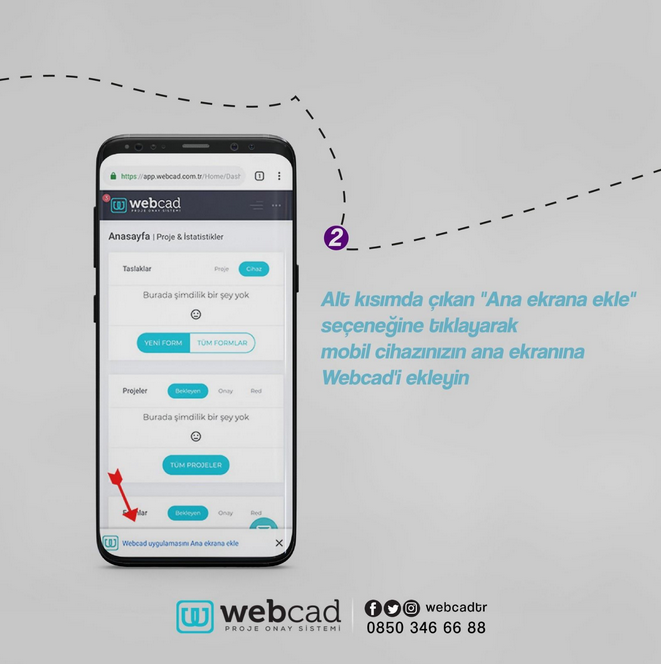 https://app.webcad.com.tr/Home/Dash
1
3
webcad
PROJE ONAY SİSTEMİ
Anasayfa | Proje & İstatistikler
Taslaklar Proje Cihaz
Burada şimdilik bir şey yok
YENİ FORM TÜM FORMLAR
Projeler Bekleyen Onay Red
Burada şimdilik bir şey yok
TÜM PROJELER
Bekleyen Onay Red
Webcad uygulamasını Ana ekrana ekle
2
Alt kısımda çıkan "Ana ekrana ekle"
seçeneğine tıklayarak
mobil cihazınızın ana ekranına
Webcad'i ekleyin
webcad
PROJE ONAY SİSTEMİ
webcadtr
0850 346 66 88